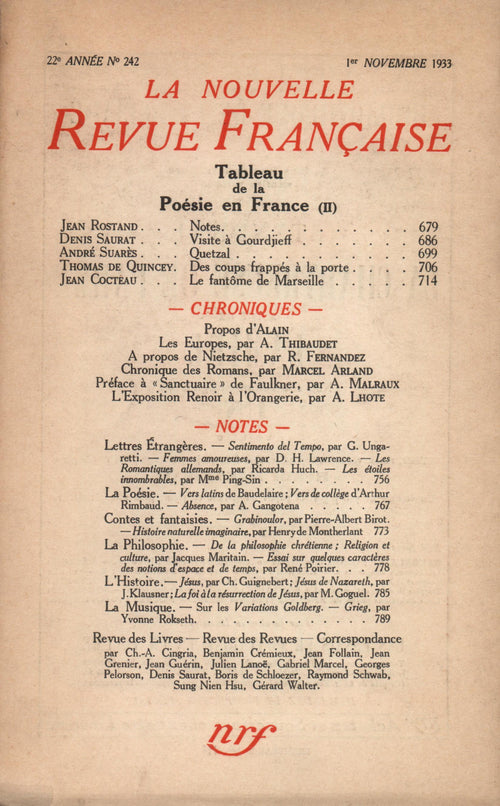 22e ANNÉE No 242 1er NOVEMBRE 1933
LA NOUVELLE
REVUE FRANÇAISE
Tableau
de la
Poésie en France (II)
JEAN ROSTAND . . . Notes. . . . . . . . . . . . 679
DENIS SAURAT . . . Visite à Gourdjieff . . . . . . . 686
ANDRÉ SUARÈS . . . Quetzal . . . . . . . . . . . 699
THOMAS DE QUINCEY. Des coups frappés à la porte . . . . 706
JEAN COCTEAU . . . Le fantôme de Marseille . . . . . 714
— CHRONIQUES —
Propos d'ALAIN
Les Europes, par A. THIBAUDET
A propos de Nietzsche, par R. FERNANDEZ
Chronique des Romans, par MARCEL ARLAND
Préface à « Sanctuaire » de Faulkner, par A. MALRAUX
L'Exposition Renoir à l'Orangerie, par A. LHOTE
— NOTES —
Lettres Étrangères. — Sentimento del Tempo, par G. Unga-
retti. — Femmes amoureuses, par D. H. Lawrence. — Les
Romantiques allemands, par Ricarda Huch. — Les étoiles
innombrables, par Mme Ping-Sin . . . . . . . . . 756
La Poésie. — Vers latins de Baudelaire ; Vers de collège d'Arthur
Rimbaud. — Absence, par A. Gangotena . . . . . 767
Contes et fantaisies. — Grabinoulor, par Pierre-Albert Birot.
— Histoire naturelle imaginaire, par Henry de Montherlant 773
La Philosophie. — De la philosophie chrétienne ; Religion et
culture, par Jacques Maritain. — Essai sur quelques caractères
des notions d'espace et de temps, par René Poirier. . . 778
L'Histoire. — Jésus, par Ch. Guignebert ; Jésus de Nazareth, par
J. Klausner ; La foi à la résurrection de Jésus, par M. Goguel. 785
La Musique. — Sur les Variations Goldberg. — Grieg, par
Yvonne Rokseth. . . . . . . . . . . . . 789
Revue des Livres — Revue des Revues — Correspondance
par Ch.-A. Cingria, Benjamin Crémieux, Jean Follain, Jean
Grenier, Jean Guérin, Julien Lanoë, Gabriel Marcel, Georges
Pelorson, Denis Saurat, Boris de Schloezer, Raymond Schwab,
Sung Nien Hsu, Gérard Walter.
nrf